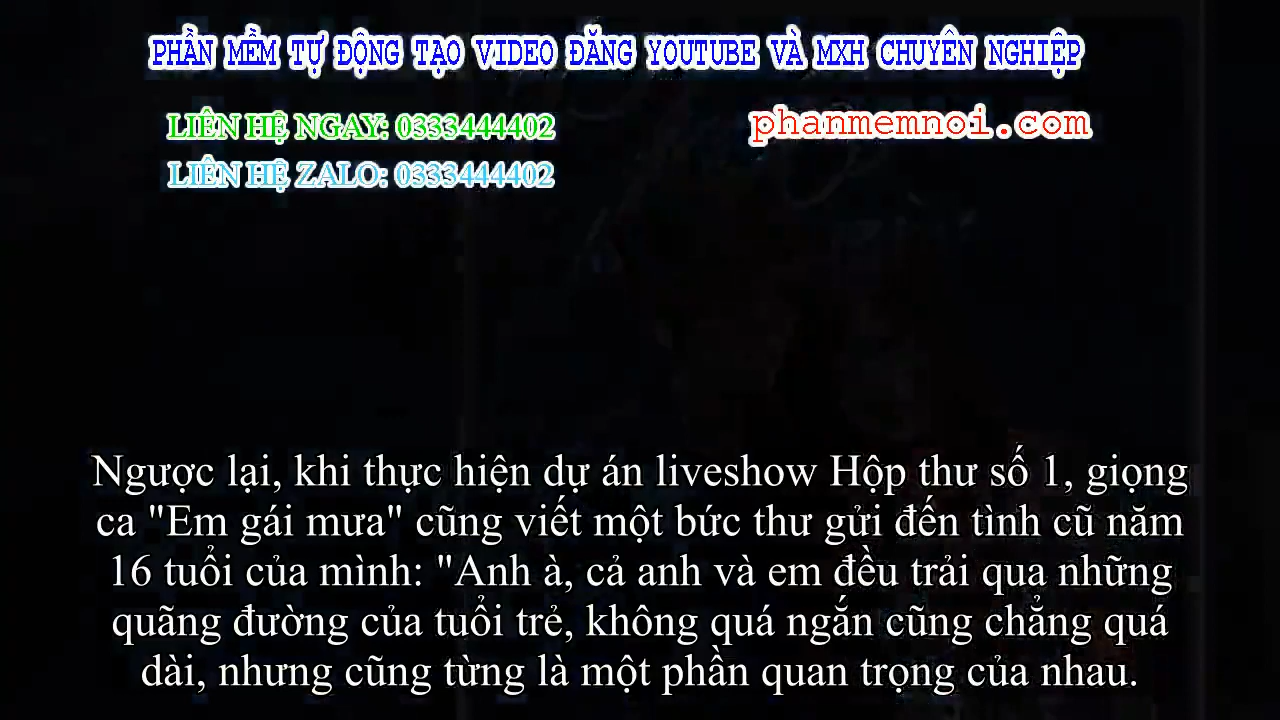 PHẦN MỀM TỰ ĐỘNG TẠO VIDEO ĐĂNG YOUTUBE VÀ MXH CHUYÊN NGHIỆP
LIÊN HỆ NGAY: 0333444402
phanmemnoi.com
LIÊN HỆ ZALO: 0333444402
Ngược lại, khi thực hiện dự án liveshow Hộp thư số 1, giọng
ca "Em gái mưa" cũng viết một bức thư gửi đến tình cũ năm
16 tuổi của mình: "Anh à, cả anh và em đều trải qua những
quãng đường của tuổi trẻ, không quá ngắn cũng chẳng quá
dài, nhưng cũng từng là một phần quan trọng của nhau.